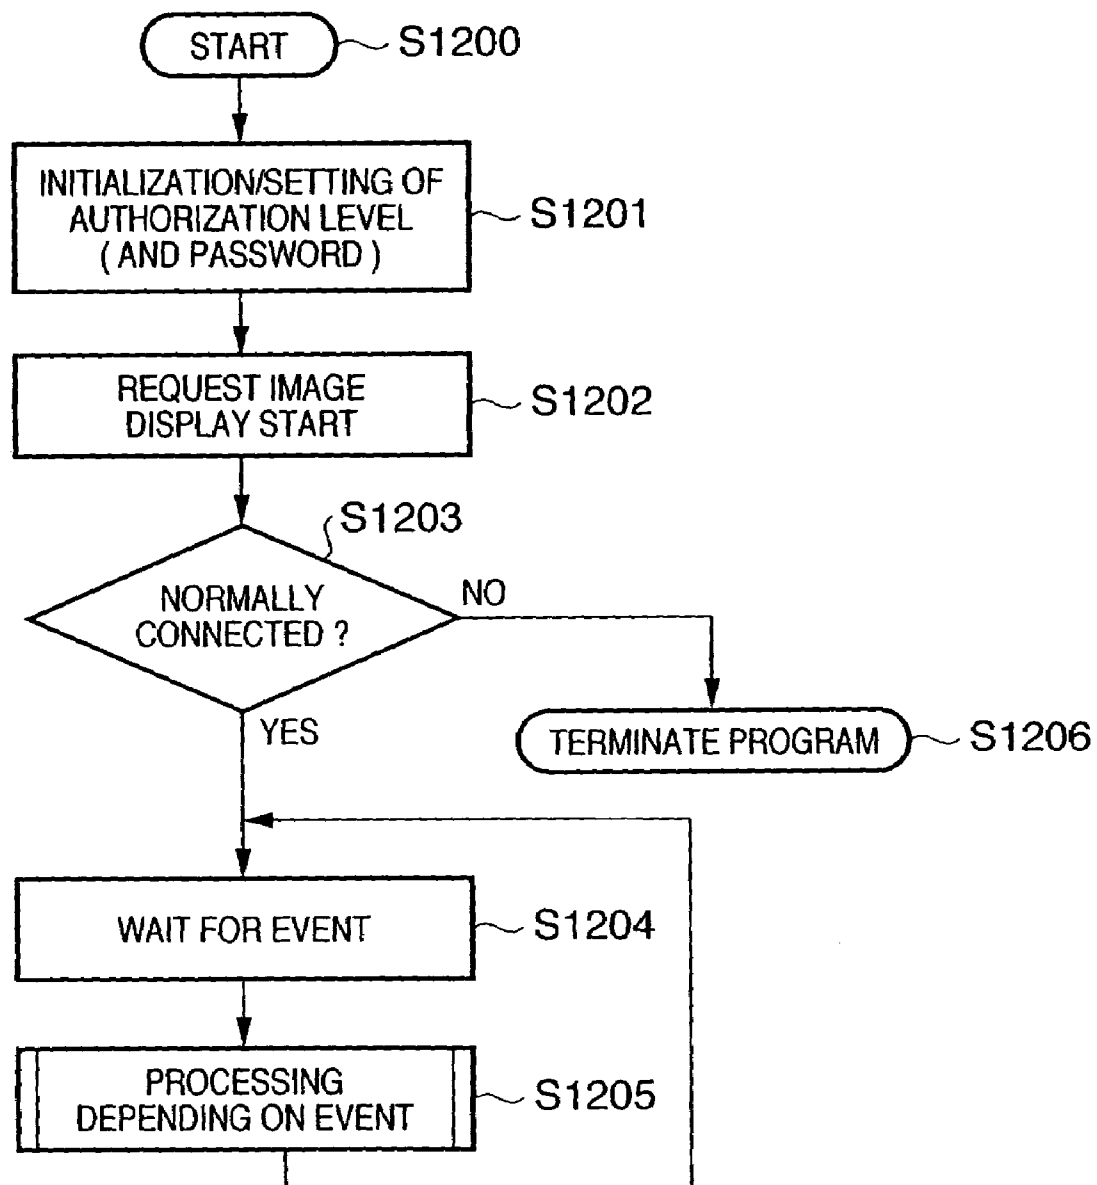 START
S1200
INITIALIZATION/SETTING OF
AUTHORIZATION LEVEL
( AND PASSWORD )
S1201
REQUEST IMAGE
DISPLAY START
S1202
S1203
NORMALLY
CONNECTED ?
NO
YES
TERMINATE PROGRAM
S1206
WAIT FOR EVENT
S1204
PROCESSING
DEPENDING ON EVENT
S1205